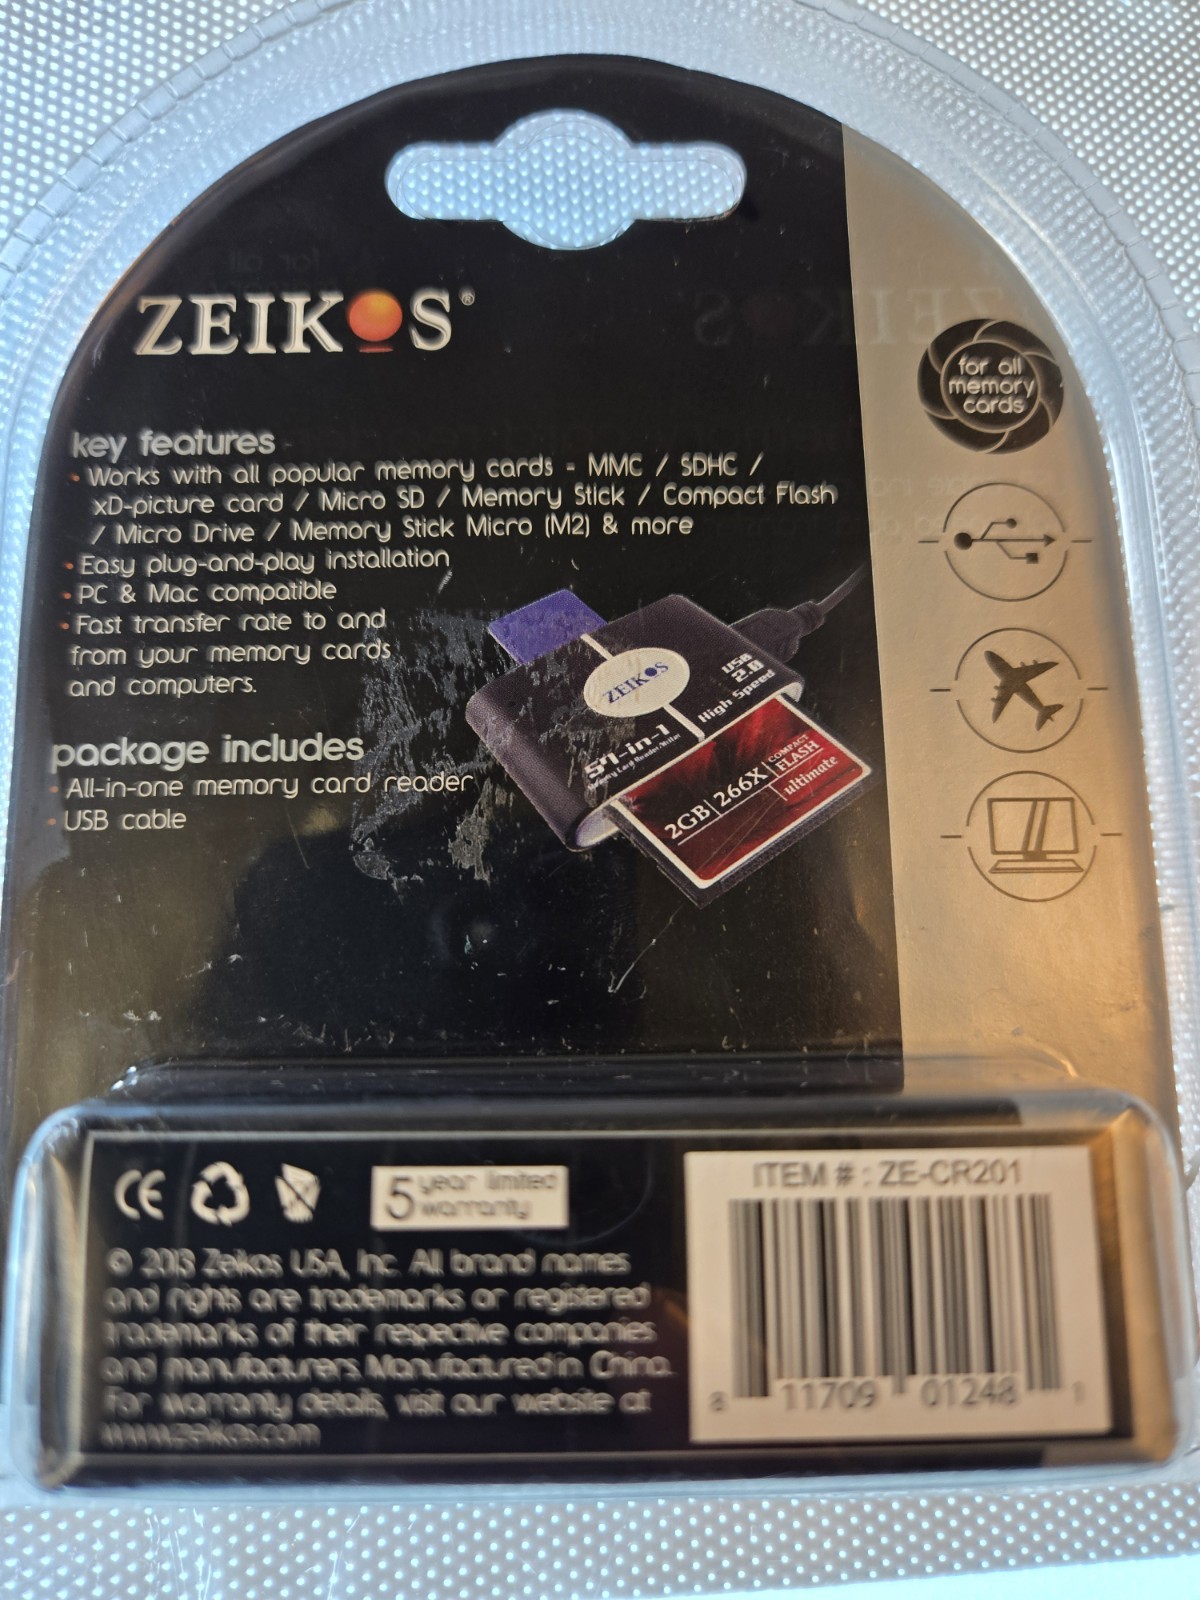 ZEIKOS®
for all
memory
cards
key features
• Works with all popular memory cards - MMC / SDHC /
xD-picture card / Micro SD / Memory Stick / Compact Flash
/ Micro Drive / Memory Stick Micro (M2) & more
• Easy plug-and-play installation
• PC & Mac compatible
• Fast transfer rate to and
from your memory cards
and computers.
package includes
• All-in-one memory card reader
• USB cable
ZEIKOS
USB
2.0
High Speed
51-in-1
Memory Card Reader/Writer
2GB 266X COMPACT
FLASH
ultimate
CE
5 year limited
warranty
© 2013 Zeikos USA, Inc. All brand names
and rights are trademarks or registered
trademarks of their respective companies
and manufacturers. Manufactured in China.
For warranty details, visit our website at
www.zeikos.com
ITEM # : ZE-CR201
8 11709 01248 1